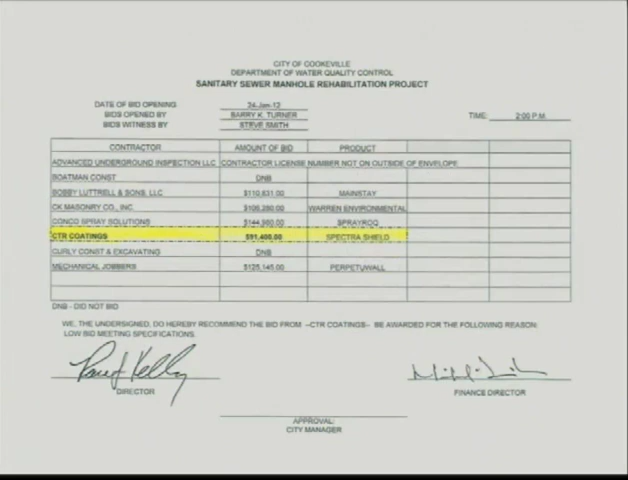 CITY OF COOKEVILLE
DEPARTMENT OF WATER QUALITY CONTROL
SANITARY SEWER MANHOLE REHABILITATION PROJECT
DATE OF BID OPENING 24-Jan-12
BIDS OPENED BY BARRY K. TURNER TIME: 2:00 P.M.
BIDS WITNESS BY STEVE SMITH
CONTRACTOR AMOUNT OF BID PRODUCT
ADVANCED UNDERGROUND INSPECTION LLC CONTRACTOR LICENSE NUMBER NOT ON OUTSIDE OF ENVELOPE
BOATMAN CONST DNB
BOBBY LUTTRELL & SONS, LLC $110,831.00 MAINSTAY
CK MASONRY CO., INC. WARREN ENVIRONMENTAL
CONCO SPRAY SOLUTIONS SPRAYROQ
CTR COATINGS $91,400.00 SPECTRA SHIELD
CURLY CONST & EXCAVATING DNB
MECHANICAL JOBBERS $125,145.00 PERPETUWALL
DNB - DID NOT BID
WE, THE UNDERSIGNED, DO HEREBY RECOMMEND THE BID FROM --CTR COATINGS-- BE AWARDED FOR THE FOLLOWING REASON:
LOW BID MEETING SPECIFICATIONS.
DIRECTOR
FINANCE DIRECTOR
APPROVAL:
CITY MANAGER